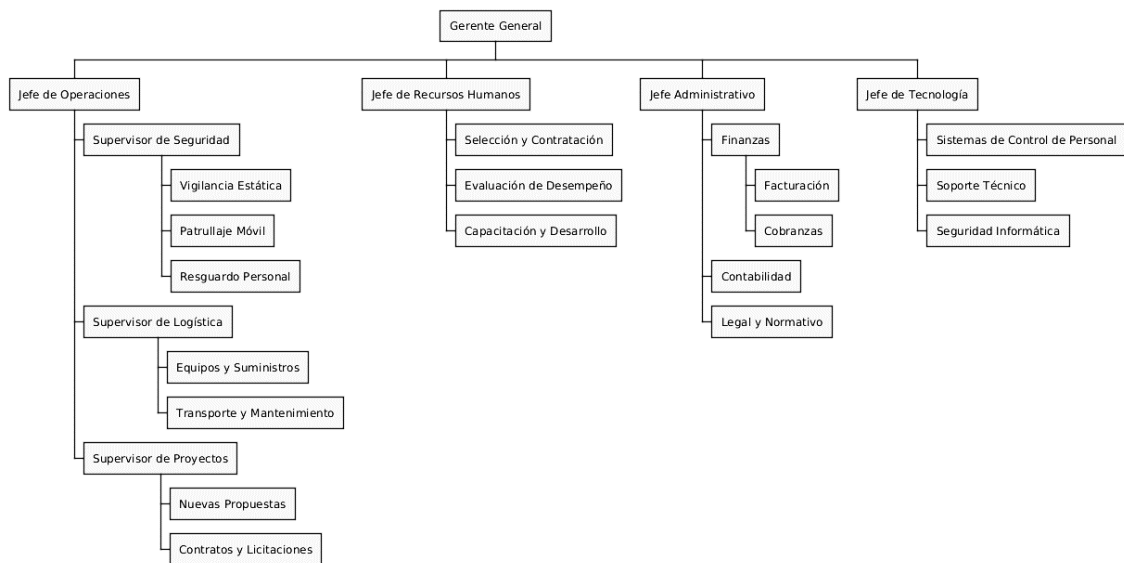 Gerente General
Jefe de Operaciones
Supervisor de Seguridad
Vigilancia Estática
Patrullaje Móvil
Resguardo Personal
Supervisor de Logística
Equipos y Suministros
Transporte y Mantenimiento
Supervisor de Proyectos
Nuevas Propuestas
Contratos y Licitaciones
Jefe de Recursos Humanos
Selección y Contratación
Evaluación de Desempeño
Capacitación y Desarrollo
Jefe Administrativo
Finanzas
Facturación
Cobranzas
Contabilidad
Legal y Normativo
Jefe de Tecnología
Sistemas de Control de Personal
Soporte Técnico
Seguridad Informática